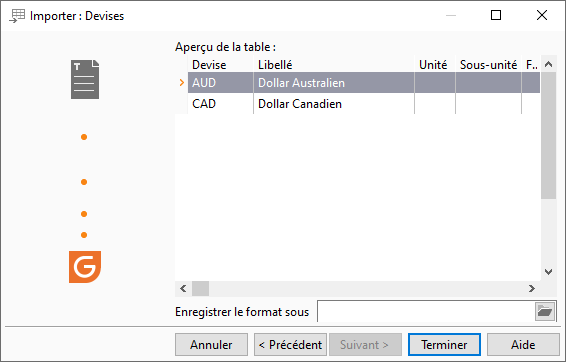 Importer : Devises
Aperçu de la table :
Devise Libellé Unité Sous-unité F..
AUD Dollar Australien
CAD Dollar Canadien
Enregistrer le format sous
Annuler < Précédent Suivant > Terminer Aide